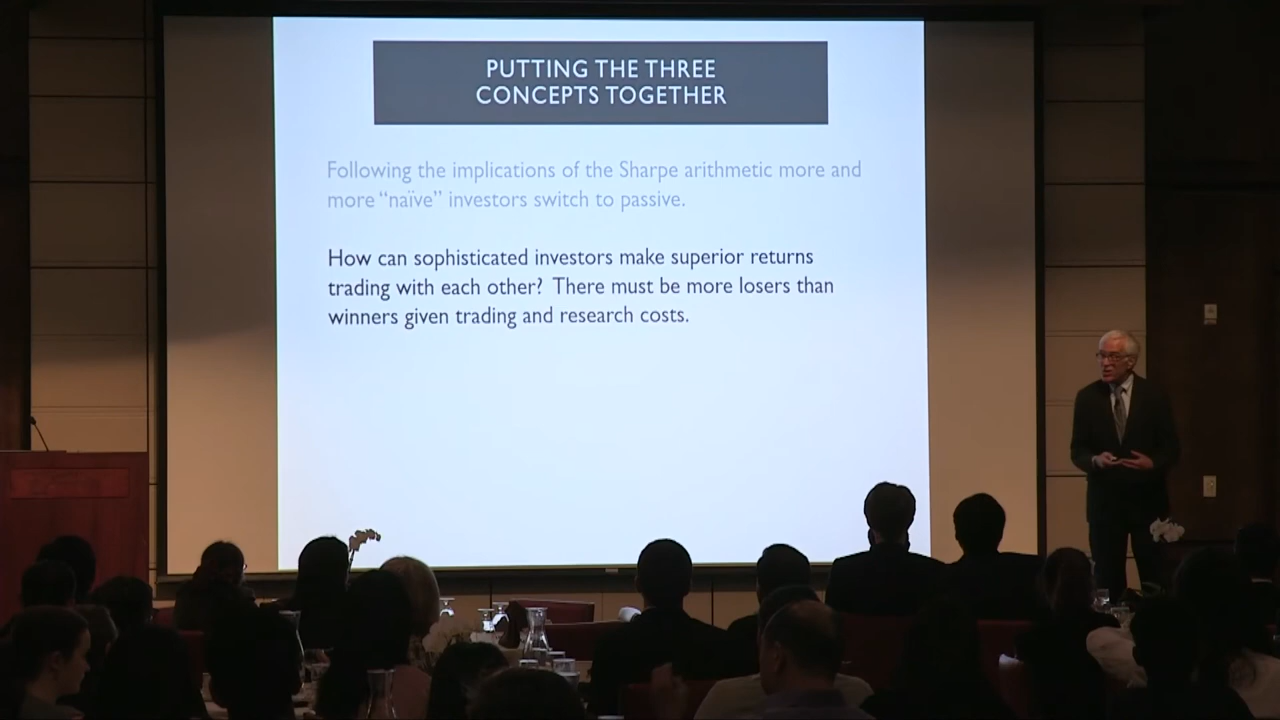 PUTTING THE THREE
CONCEPTS TOGETHER
Following the implications of the Sharpe arithmetic more and
more “naïve” investors switch to passive.
How can sophisticated investors make superior returns
trading with each other? There must be more losers than
winners given trading and research costs.